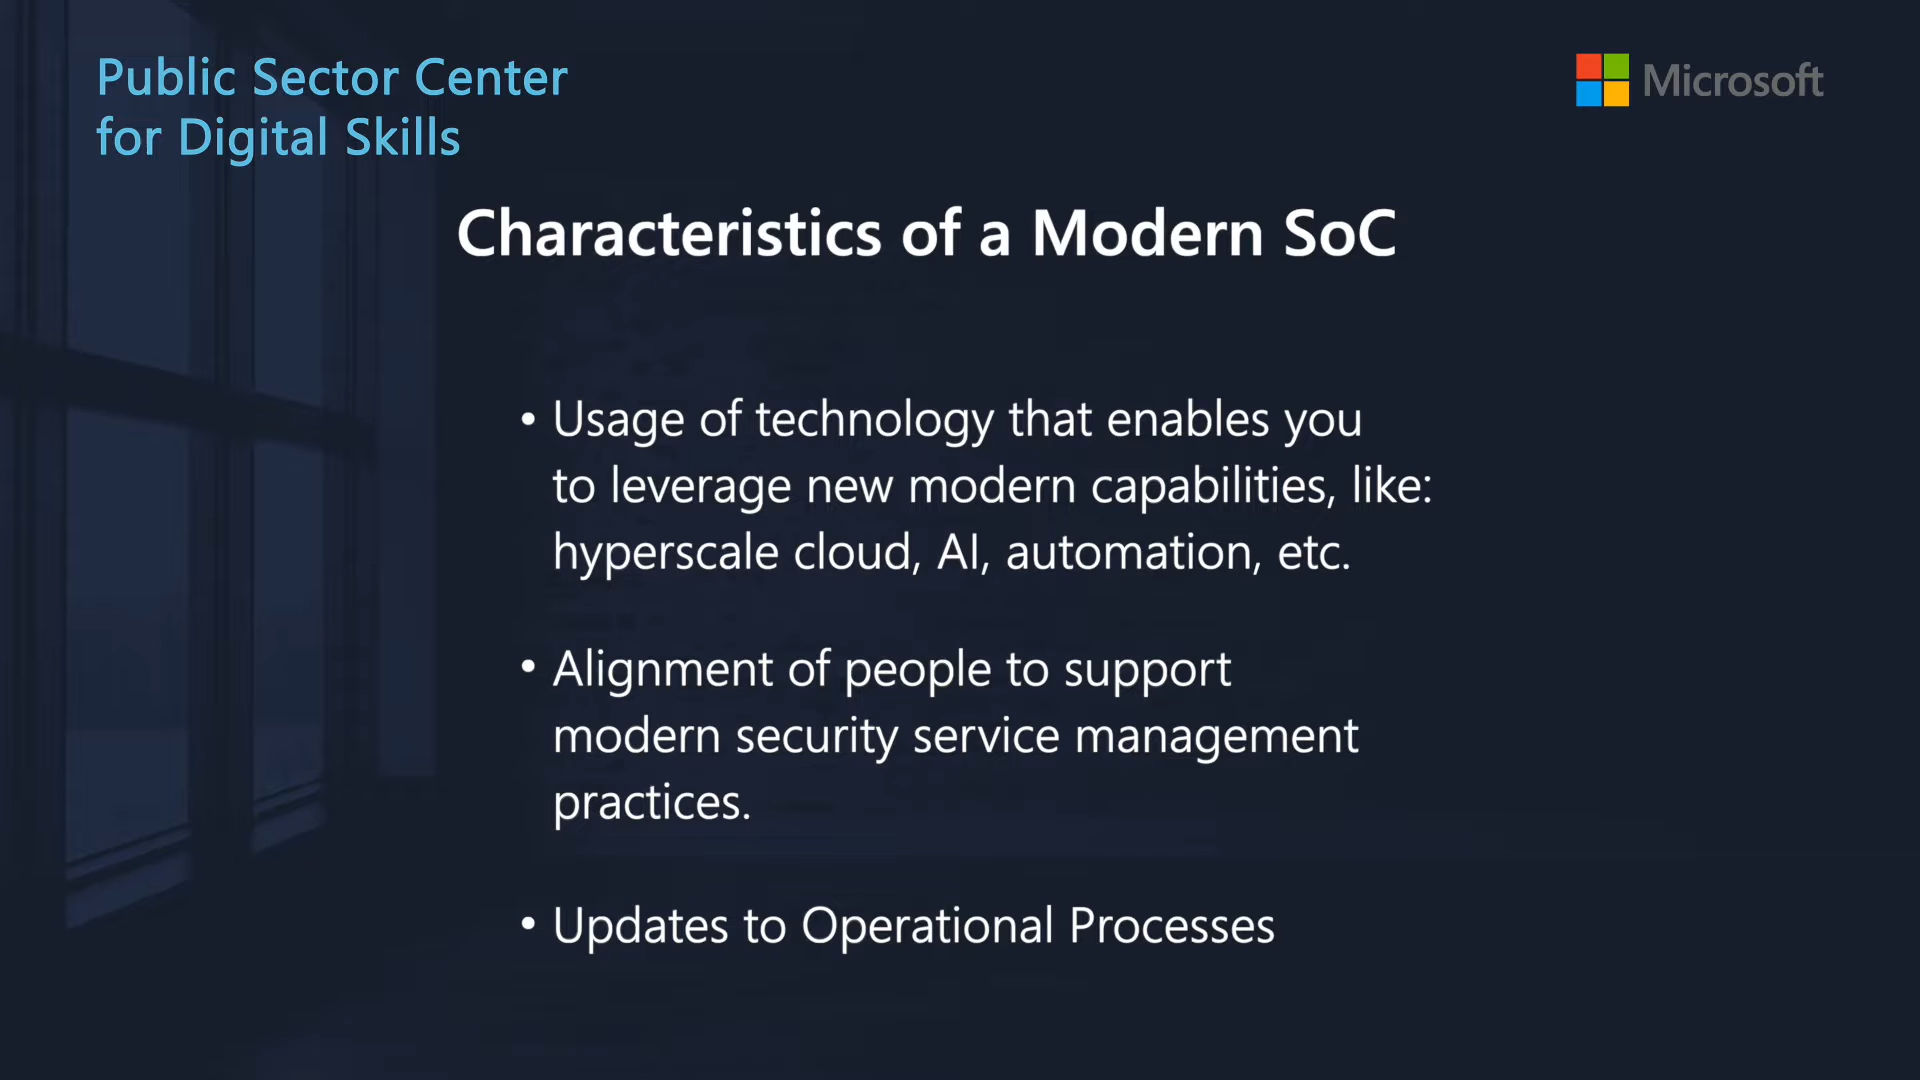 Public Sector Center
for Digital Skills
Microsoft
Characteristics of a Modern SoC
• Usage of technology that enables you
to leverage new modern capabilities, like:
hyperscale cloud, AI, automation, etc.
• Alignment of people to support
modern security service management
practices.
• Updates to Operational Processes